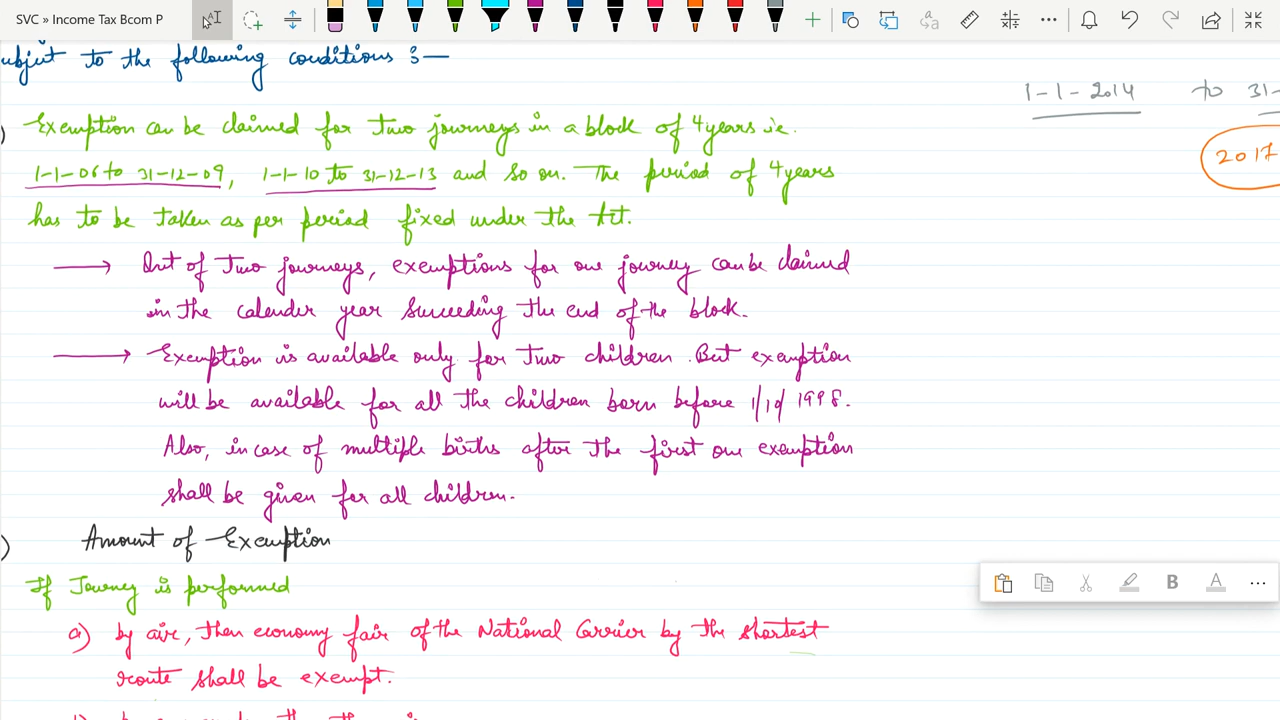 SVC » Income Tax Bcom P
ubject to the following conditions :—
1-1-2014 to 31-
) Exemption can be claimed for two journeys in a block of 4 years i.e.
2017
1-1-06 to 31-12-09, 1-1-10 to 31-12-13 and so on. The period of 4 years
has to be taken as per period fixed under the Act.
→ Out of two journeys, exemptions for one journey can be claimed
in the calender year succeeding the end of the block.
→ Exemption is available only for two children. But exemption
will be available for all the children born before 1/10/1998.
Also, in case of multiple births after the first one exemption
shall be given for all children.
) Amount of Exemption
If Journey is performed
a) by air, then economy fair of the National Carrier by the shortest
route shall be exempt.